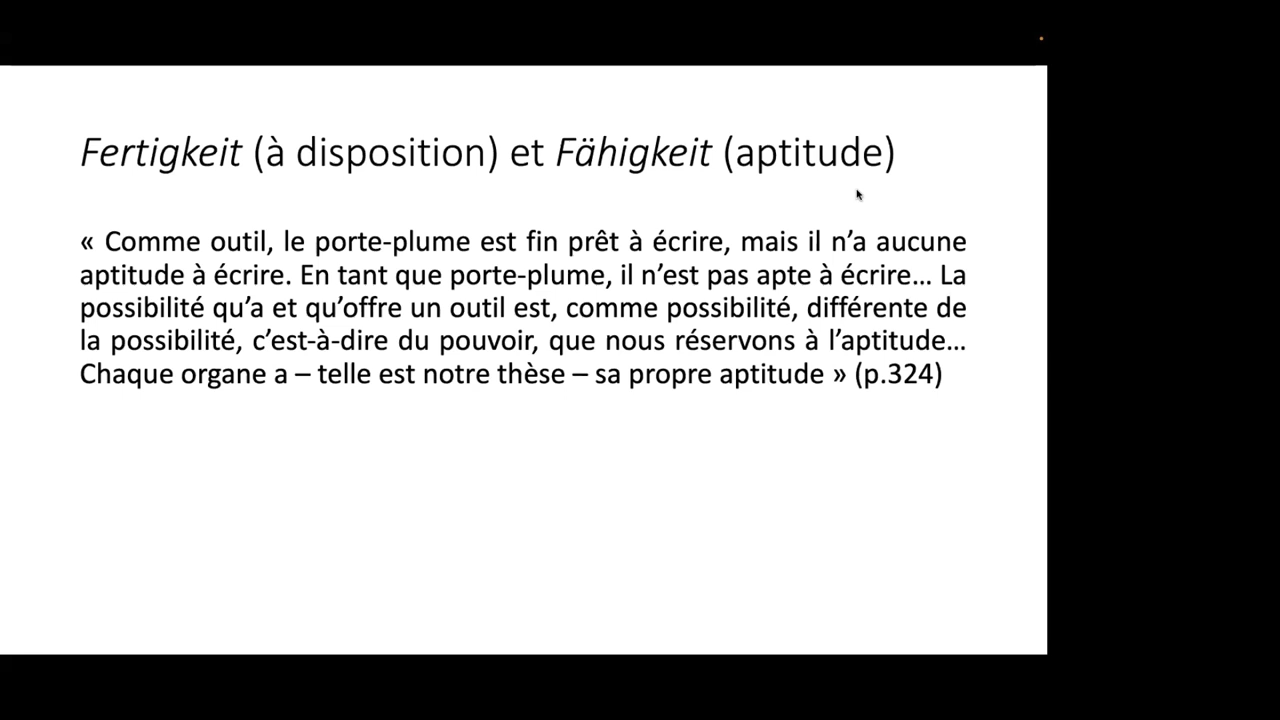 Fertigkeit (à disposition) et Fähigkeit (aptitude)
« Comme outil, le porte-plume est fin prêt à écrire, mais il n’a aucune
aptitude à écrire. En tant que porte-plume, il n’est pas apte à écrire… La
possibilité qu’a et qu’offre un outil est, comme possibilité, différente de
la possibilité, c’est-à-dire du pouvoir, que nous réservons à l’aptitude…
Chaque organe a – telle est notre thèse – sa propre aptitude » (p.324)